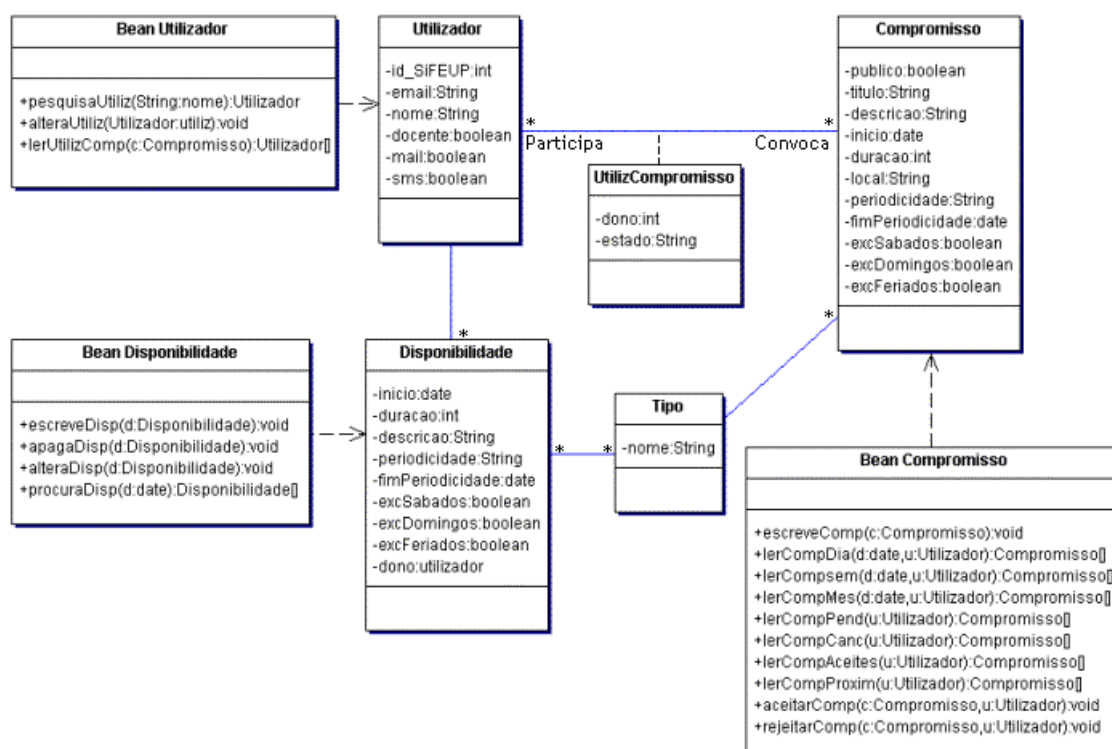 Bean Utilizador
+pesquisaUtiliz(String:nome):Utilizador
+alteraUtiliz(Utilizador:utiliz):void
+lerUtilizComp(c:Compromisso):Utilizador[]
Utilizador
-id_SiFEUP:int
-email:String
-nome:String
-docente:boolean
-mail:boolean
-sms:boolean
*
Participa
*
Convoca
UtilizCompromisso
-dono:int
-estado:String
Compromisso
-publico:boolean
-titulo:String
-descricao:String
-inicio:date
-duracao:int
-local:String
-periodicidade:String
-fimPeriodicidade:date
-excSabados:boolean
-excDomingos:boolean
-excFeriados:boolean
*
*
Bean Disponibilidade
+escreveDisp(d:Disponibilidade):void
+apagaDisp(d:Disponibilidade):void
+alteraDisp(d:Disponibilidade):void
+procuraDisp(d:date):Disponibilidade[]
Disponibilidade
-inicio:date
-duracao:int
-descricao:String
-periodicidade:String
-fimPeriodicidade:date
-excSabados:boolean
-excDomingos:boolean
-excFeriados:boolean
-dono:utilizador
*
*
Tipo
-nome:String
Bean Compromisso
+escreveComp(c:Compromisso):void
+lerCompDia(d:date,u:Utilizador):Compromisso[]
+lerCompsem(d:date,u:Utilizador):Compromisso[]
+lerCompMes(d:date,u:Utilizador):Compromisso[]
+lerCompPend(u:Utilizador):Compromisso[]
+lerCompCanc(u:Utilizador):Compromisso[]
+lerCompAceites(u:Utilizador):Compromisso[]
+lerCompProxim(u:Utilizador):Compromisso[]
+aceitarComp(c:Compromisso,u:Utilizador):void
+rejeitarComp(c:Compromisso,u:Utilizador):void